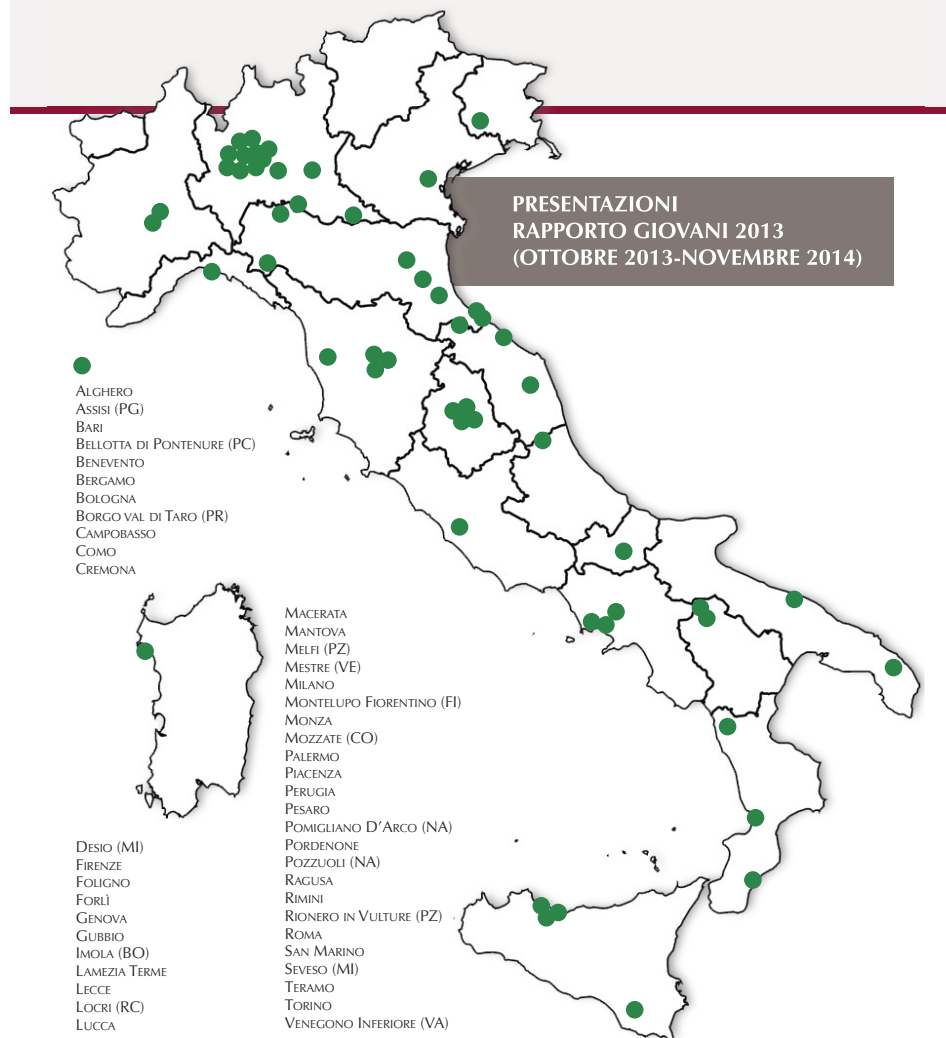 PRESENTAZIONI
RAPPORTO GIOVANI 2013
(OTTOBRE 2013-NOVEMBRE 2014)
Alghero
Assisi (PG)
Bari
Bellotta di Pontenure (PC)
Benevento
Bergamo
Bologna
Borgo val di Taro (PR)
Campobasso
Como
Cremona
Desio (MI)
Firenze
Foligno
Forlì
Genova
Gubbio
Imola (BO)
Lamezia Terme
Lecce
Locri (RC)
Lucca
Macerata
Mantova
Melfi (PZ)
Mestre (VE)
Milano
Montelupo Fiorentino (FI)
Monza
Mozzate (CO)
Palermo
Piacenza
Perugia
Pesaro
Pomigliano D'Arco (NA)
Pordenone
Pozzuoli (NA)
Ragusa
Rimini
Rionero in Vulture (PZ)
Roma
San Marino
Seveso (MI)
Teramo
Torino
Venegono Inferiore (VA)